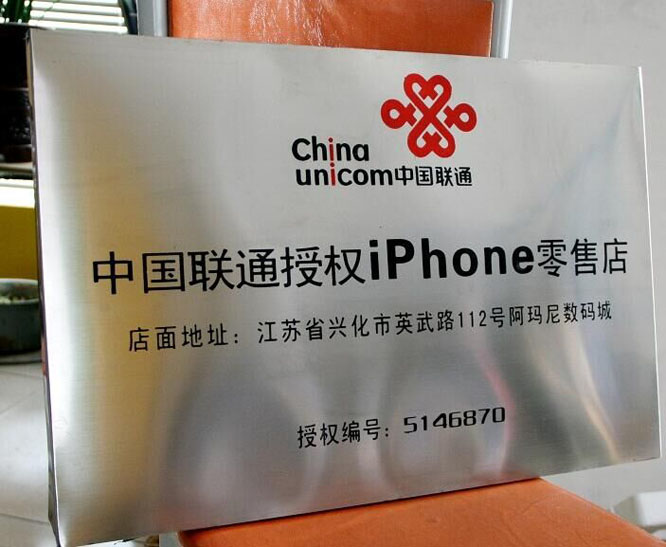 China
unicom中国联通
中国联通授权iPhone零售店
店面地址：江苏省兴化市英武路112号阿玛尼数码城
授权编号：5146870